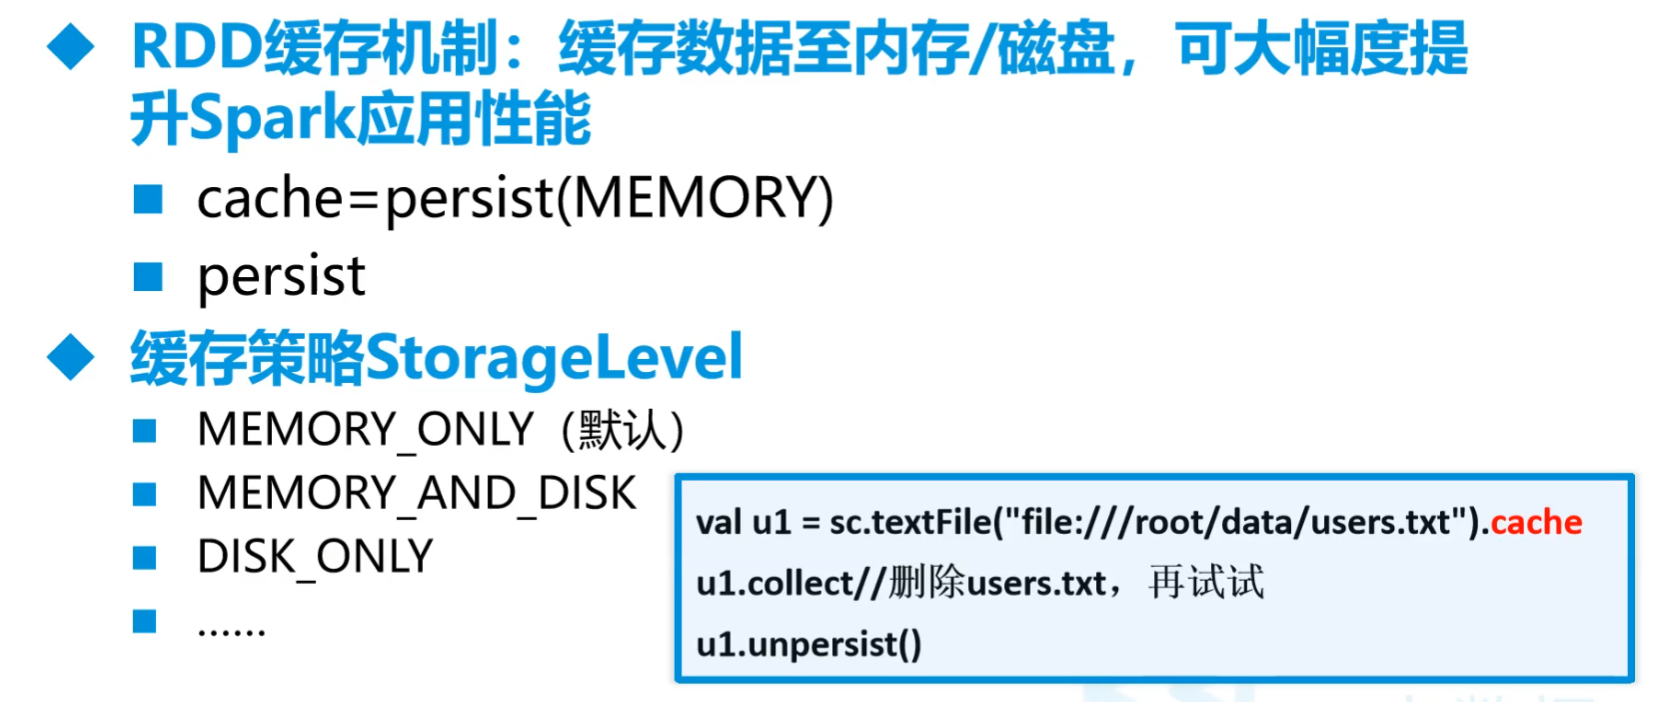 RDD缓存机制：缓存数据至内存/磁盘，可大幅度提
升Spark应用性能
cache=persist(MEMORY)
persist
缓存策略StorageLevel
MEMORY_ONLY（默认）
MEMORY_AND_DISK
DISK_ONLY
......
val u1 = sc.textFile("file:///root/data/users.txt").cache
u1.collect//删除users.txt，再试试
u1.unpersist()